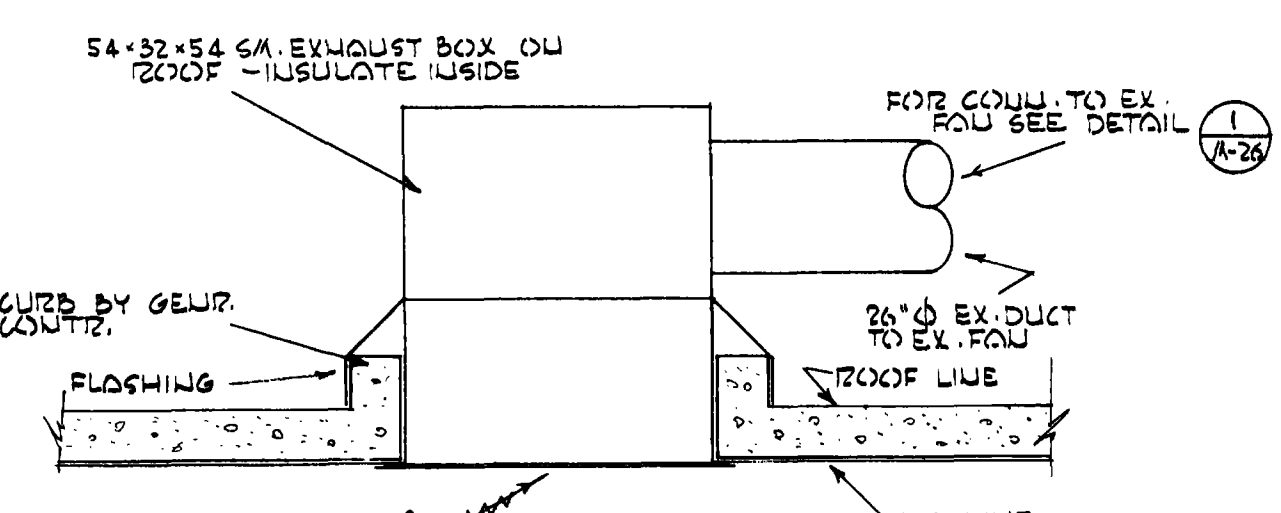 54×32×54 S.M. EXHAUST BOX ON
ROOF - INSULATE INSIDE
FOR CONN. TO EX.
FAN SEE DETAIL
1
M-26
CURB BY GENR.
CONTR.
FLASHING
26"φ EX. DUCT
TO EX. FAN
ROOF LINE